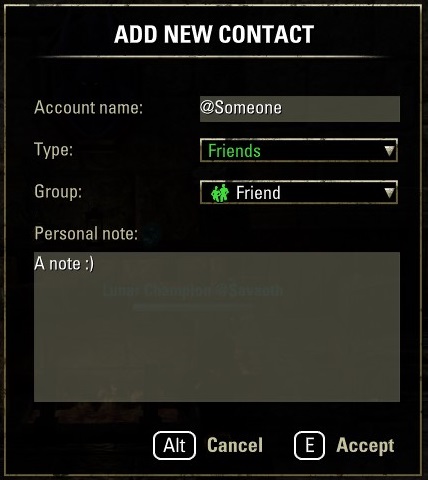 ADD NEW CONTACT
Account name: @Someone
Type: Friends
Group: Friend
Personal note:
A note :)
Alt Cancel E Accept